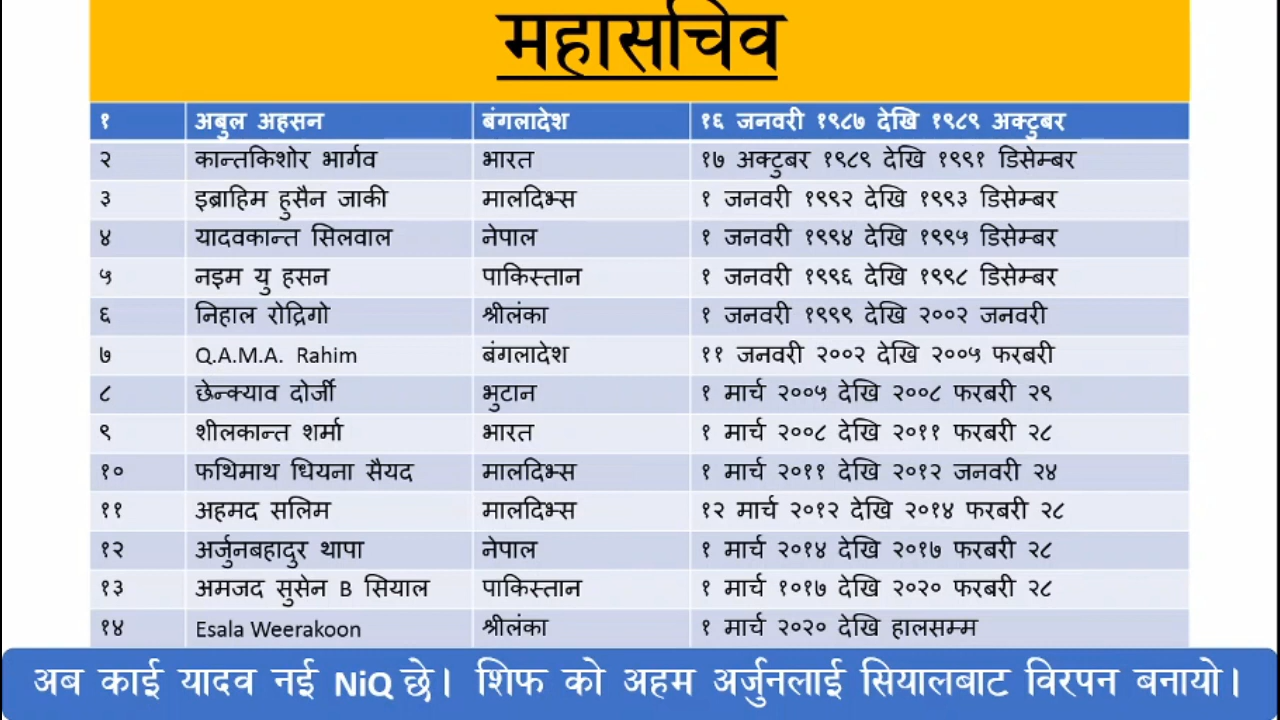 महासचिव
१ अबुल अहसन बंगलादेश १६ जनवरी १९८७ देखि १९८९ अक्टुबर
२ कान्तकिशोर भार्गव भारत १७ अक्टुबर १९८९ देखि १९९१ डिसेम्बर
३ इब्राहिम हुसैन जाकी मालदिभ्स १ जनवरी १९९२ देखि १९९३ डिसेम्बर
४ यादवकान्त सिलवाल नेपाल १ जनवरी १९९४ देखि १९९५ डिसेम्बर
५ नइम यु हसन पाकिस्तान १ जनवरी १९९६ देखि १९९८ डिसेम्बर
६ निहाल रोद्रिगो श्रीलंका १ जनवरी १९९९ देखि २००२ जनवरी
७ Q.A.M.A. Rahim बंगलादेश ११ जनवरी २००२ देखि २००५ फरबरी
८ छेन्क्याव दोर्जी भुटान १ मार्च २००५ देखि २००८ फरबरी २९
९ शीलकान्त शर्मा भारत १ मार्च २००८ देखि २०११ फरबरी २८
१० फथिमाथ धियना सैयद मालदिभ्स १ मार्च २०११ देखि २०१२ जनवरी २४
११ अहमद सलिम मालदिभ्स १२ मार्च २०१२ देखि २०१४ फरबरी २८
१२ अर्जुनबहादुर थापा नेपाल १ मार्च २०१४ देखि २०१७ फरबरी २८
१३ अमजद सुसेन B सियाल पाकिस्तान १ मार्च १०१७ देखि २०२० फरबरी २८
१४ Esala Weerakoon श्रीलंका १ मार्च २०२० देखि हालसम्म
अब काई यादव नई NiQ छे। शिफ को अहम अर्जुनलाई सियालबाट विरपन बनायो।